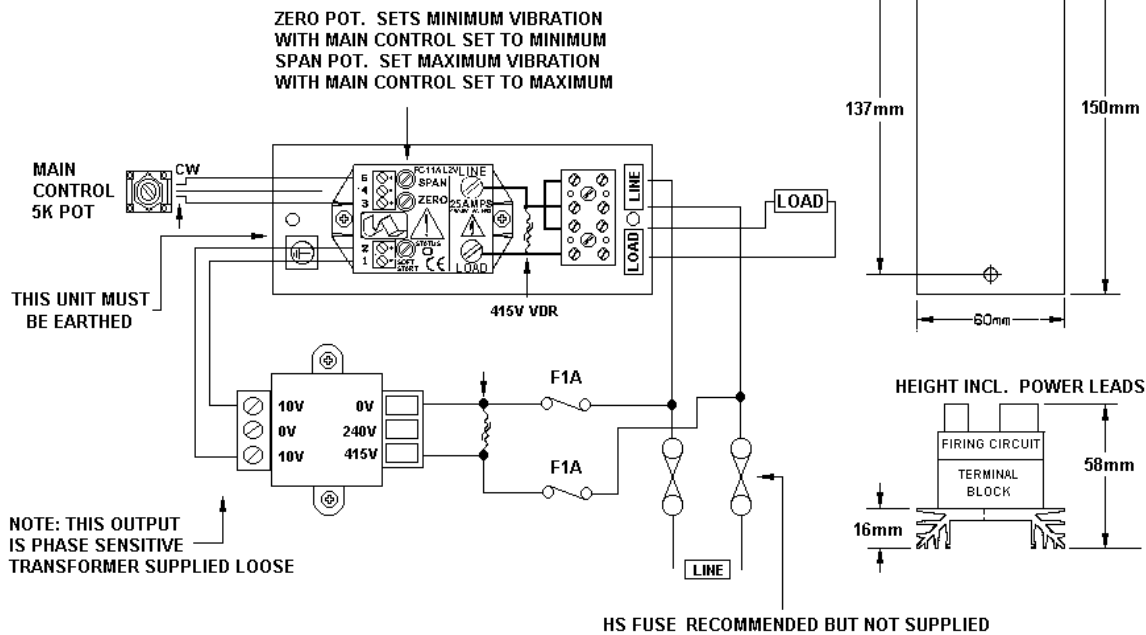 ZERO POT.  SETS MINIMUM VIBRATION
WITH MAIN CONTROL SET TO MINIMUM
SPAN POT.  SET MAXIMUM VIBRATION
WITH MAIN CONTROL SET TO MAXIMUM
137mm
150mm
60mm
MAIN
CONTROL
5K POT
CW
5
4
3
2
1
SPAN
ZERO
LINE
25AMPS
STATUS
SOFT
START
CE
LOAD
LINE
LOAD
LOAD
THIS UNIT MUST
BE EARTHED
415V VDR
10V
0V
10V
0V
240V
415V
F1A
F1A
NOTE: THIS OUTPUT
IS PHASE SENSITIVE
TRANSFORMER SUPPLIED LOOSE
LINE
HS FUSE  RECOMMENDED BUT NOT SUPPLIED
HEIGHT INCL.  POWER LEADS
FIRING CIRCUIT
TERMINAL
BLOCK
58mm
16mm